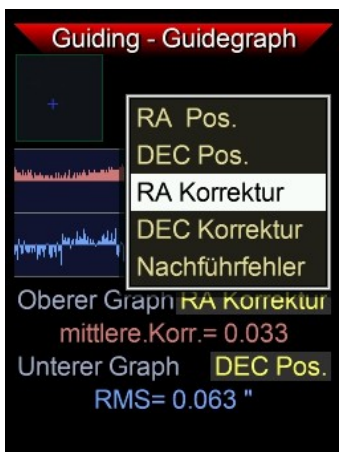 Guiding - Guidegraph
RA Pos.
DEC Pos.
RA Korrektur
DEC Korrektur
Nachführfehler
Oberer Graph RA Korrektur
mittlere.Korr.= 0.033
Unterer Graph DEC Pos.
RMS= 0.063 "